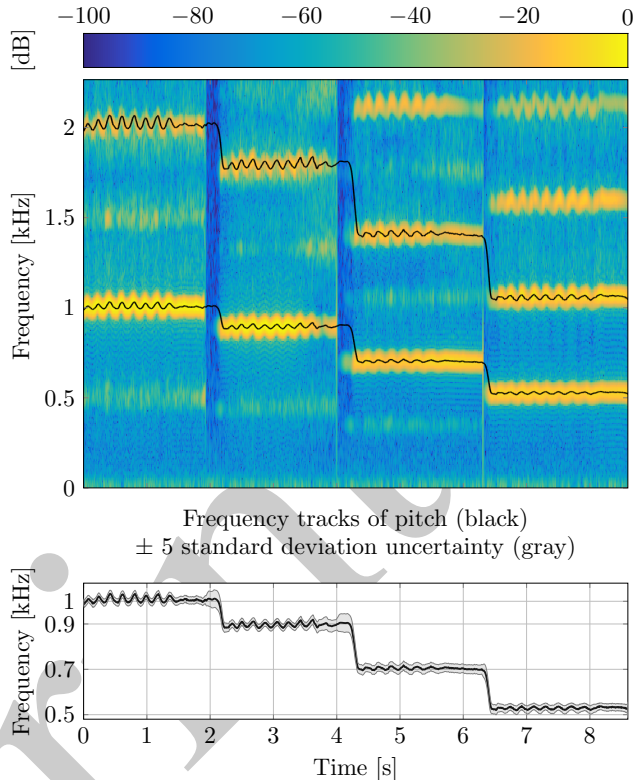 −100 −80 −60 −40 −20 0
[dB]
Frequency [kHz]
2
1.5
1
0.5
0
Frequency tracks of pitch (black)
± 5 standard deviation uncertainty (gray)
Frequency [kHz]
1
0.9
0.7
0.5
0 1 2 3 4 5 6 7 8
Time [s]